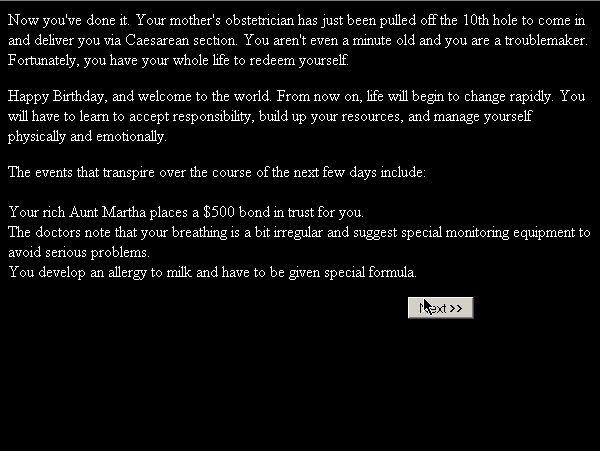 Now you've done it. Your mother's obstetrician has just been pulled off the 10th hole to come in
and deliver you via Caesarean section. You aren't even a minute old and you are a troublemaker.
Fortunately, you have your whole life to redeem yourself.
Happy Birthday, and welcome to the world. From now on, life will begin to change rapidly. You
will have to learn to accept responsibility, build up your resources, and manage yourself
physically and emotionally.
The events that transpire over the course of the next few days include:
Your rich Aunt Martha places a $500 bond in trust for you.
The doctors note that your breathing is a bit irregular and suggest special monitoring equipment to
avoid serious problems.
You develop an allergy to milk and have to be given special formula.
Next >>